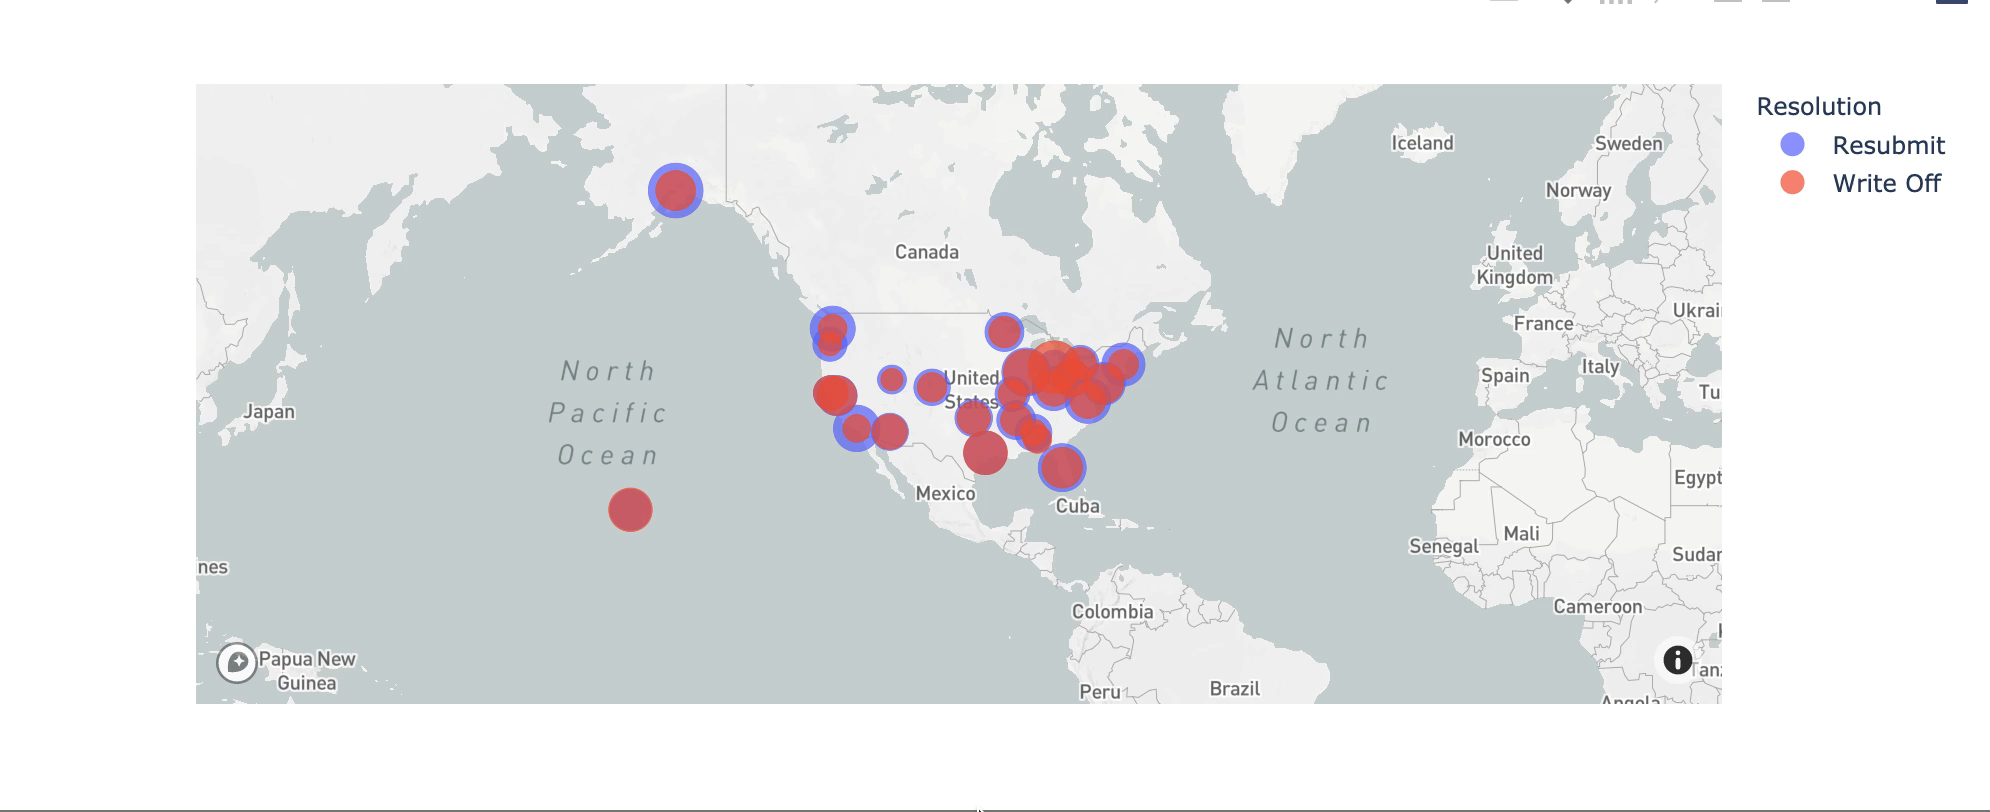 Resolution
Resubmit
Write Off
Iceland
Sweden
Norway
Canada
United
Kingdom
Ukrai
France
North
Atlantic
Ocean
Italy
Spain
Tu
United
States
North
Pacific
Ocean
Japan
Morocco
Egypt
Mexico
Cuba
Mali
Senegal
Sudar
nes
Cameroon
Colombia
Papua New
Guinea
Tanz
Peru
Brazil
Angola